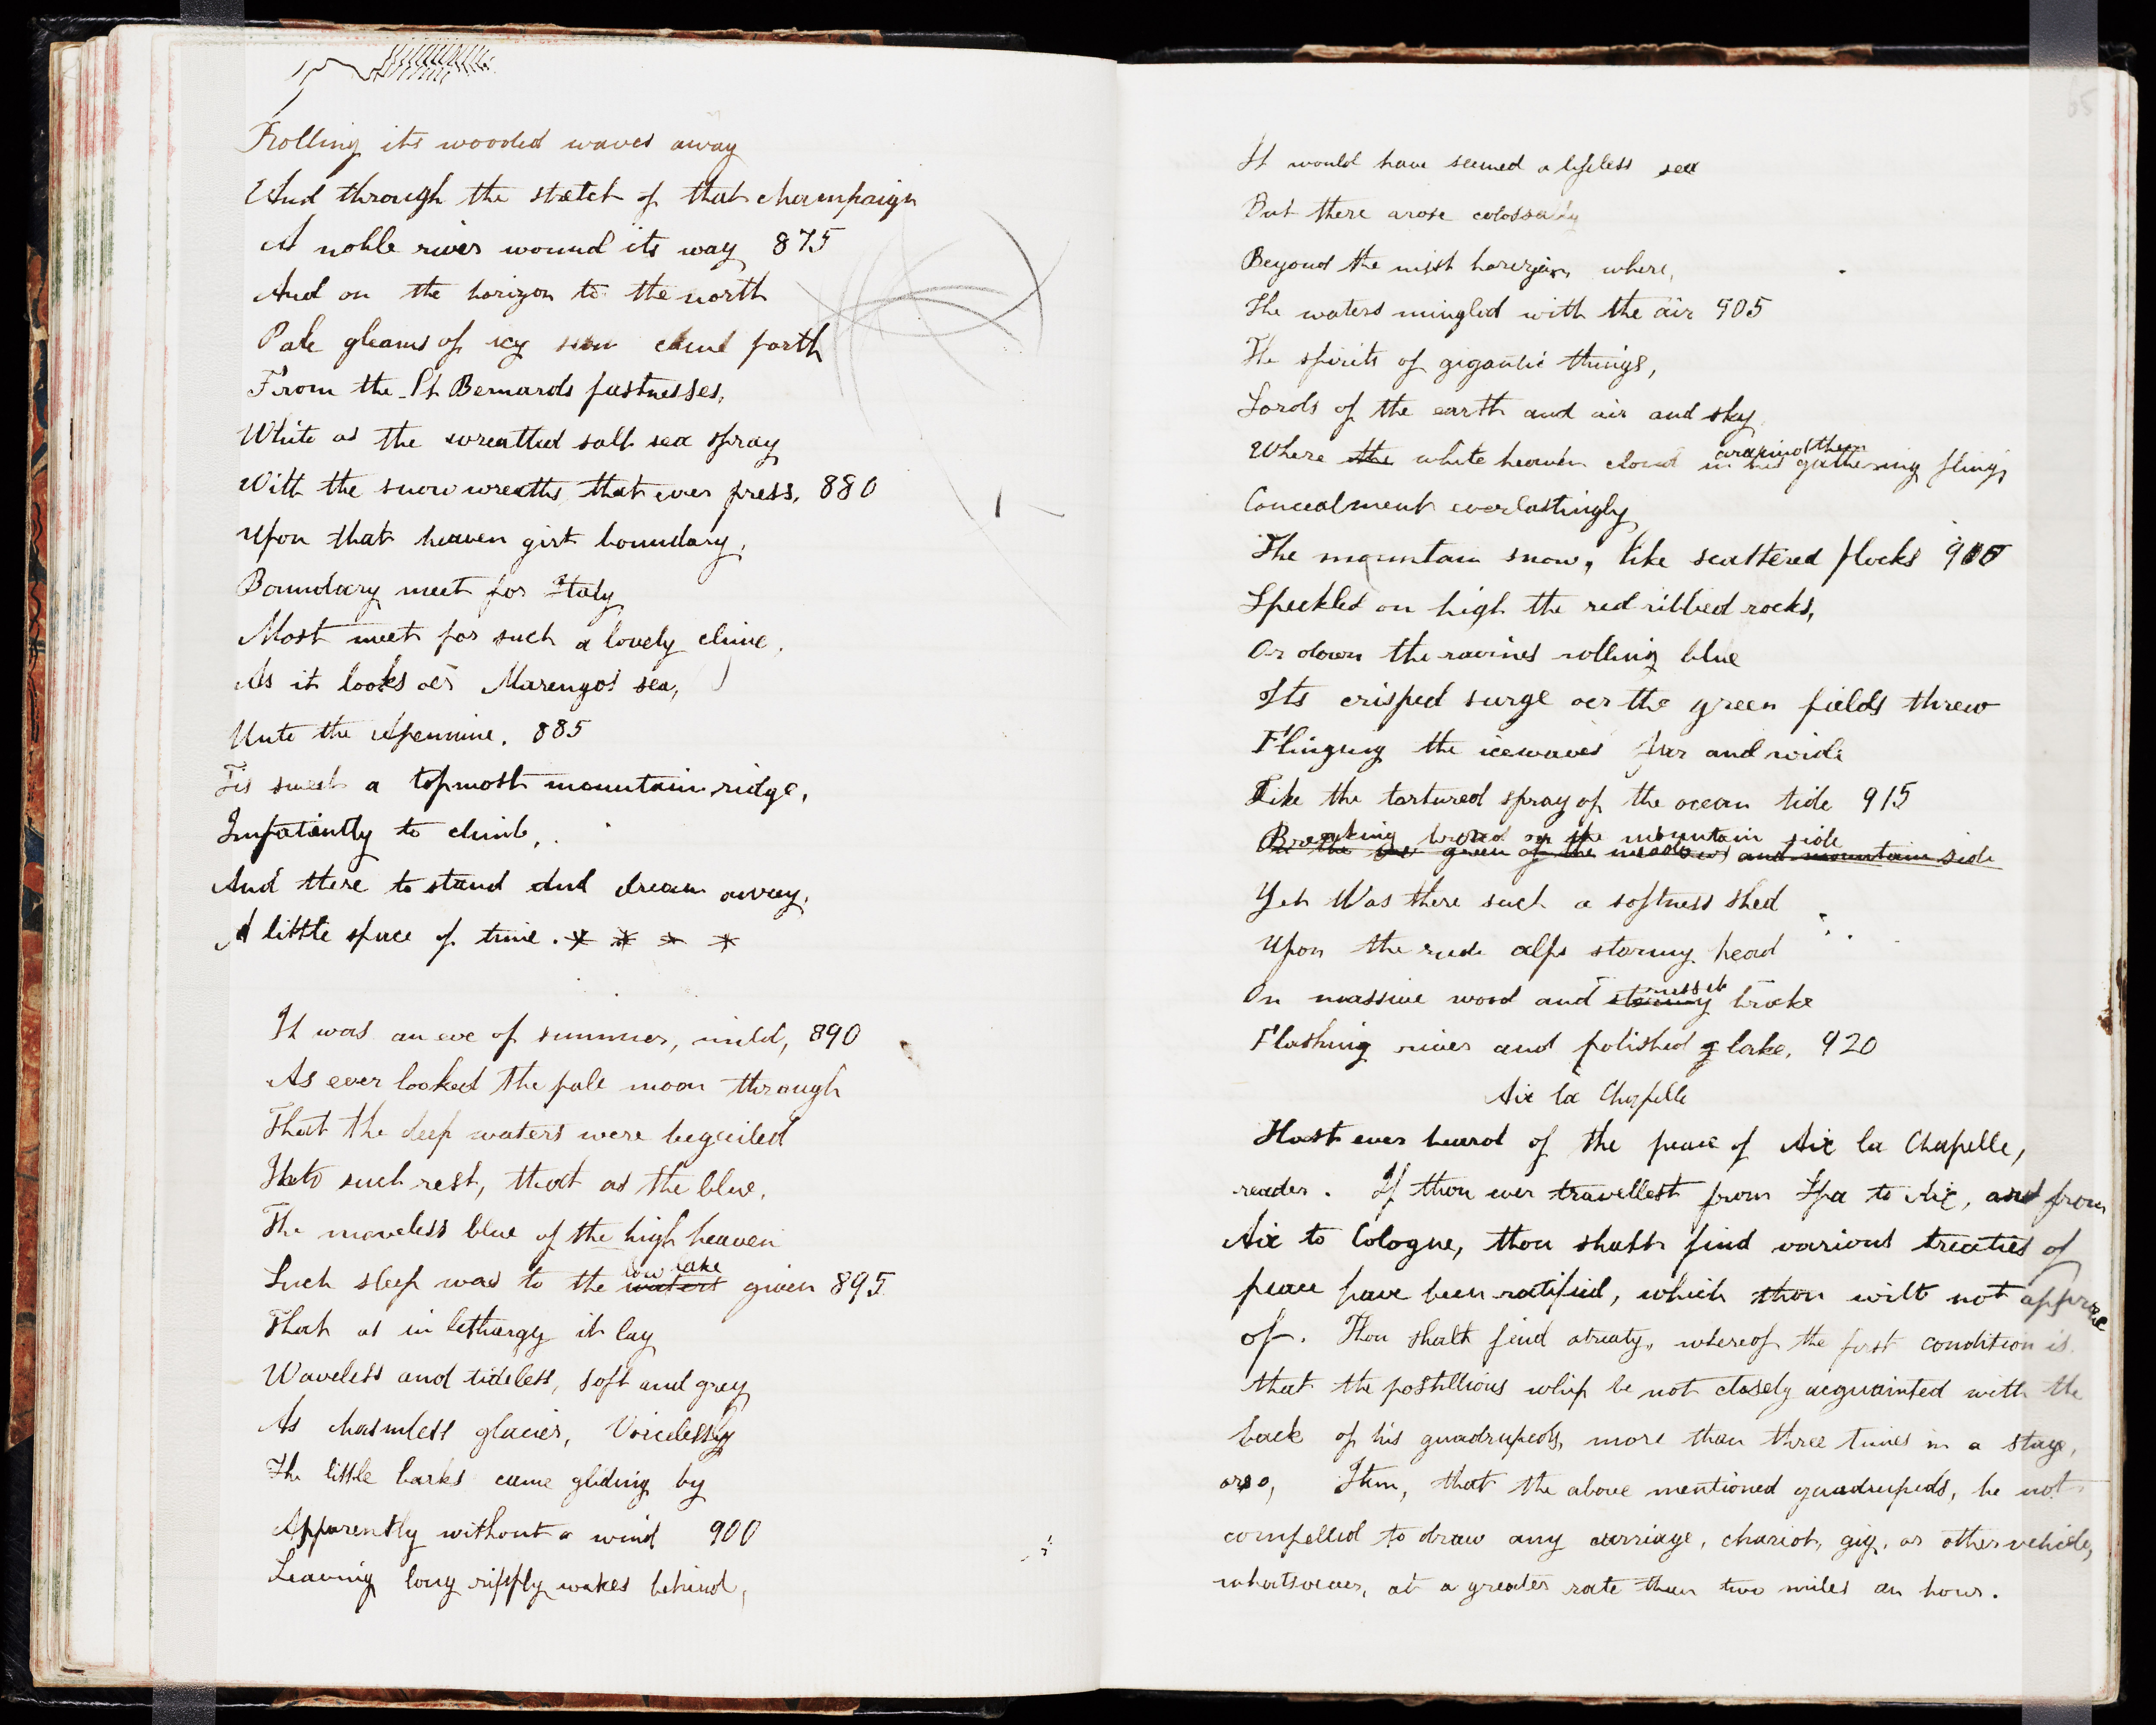 Rolling its wooded waves away
And through the stretch of that champaign
A noble river wound its way 875
And on the horizon to the north
Pale gleams of icy snow came forth
From the St Bernards fastnesses,
White as the wreathed salt sea spray
With the snow wreaths that ever press, 880
Upon that heaven girt boundary,
Boundary meet for Italy
Most meet for such a lovely clime,
As it looks oer Marengos sea,
Unto the Apennine. 885
Tis sweet a topmost mountain ridge,
Impatiently to climb,
And there to stand and dream away,
A little space of time. * * * *
It was an eve of summer, mild, 890
As ever looked the pale moon through
That the deep waters were beguiled
Into such rest, that as the blue,
The moveless blue of the high heaven
low lake
Such sleep was to the waters given 895
That as in lethargy it lay
Waveless and tideless, soft and grey
As chasmless glacier, Voicelessly
The little barks came gliding by
Apparently without a wind 900
Leaving long ripply wakes behind,
65
It would have seemed a lifeless sea
But there arose colossally
Beyond the misst horizon, where,
The waters mingled with the air 905
The spirits of gigantic things,
Lords of the earth and air and sky
around them
Where the white heaven cloud in his gathering flings
Concealment everlastingly
The mountain snow, like scattered flocks 910
Speckled on high the red ribbed rocks,
Or down the ravines rolling blue
Its crisped surge oer the green fields threw
Flinging the icewaves far and wide
Like the tortured spray of the ocean tide 915
Breaking broad on the mountain side
green of the meadows and mountain side
Yet Was there such a softness shed
Upon the rude alps stormy head
russet
On massive wood and stormy brake
Flashing river and polished lake, 920
Aix la Chapelle
Hast ever heard of the peace of Aix la Chapelle,
reader. If thou ever travellest from Spa to Aix, and from
Aix to Cologne, thou shalt find various treaties of
peace have been ratified, which thou wilt not approve
of. Thou shalt find a treaty, whereof the first condition is
that the postillions whip be not closely acquainted with the
back of his quadrupeds, more than three times in a stage,
or so, Item, that the above mentioned quadrupeds, be not
compelled to draw any carriage, chariot, gig, or other vehicle,
whatsoever, at a greater rate than two miles an hour.